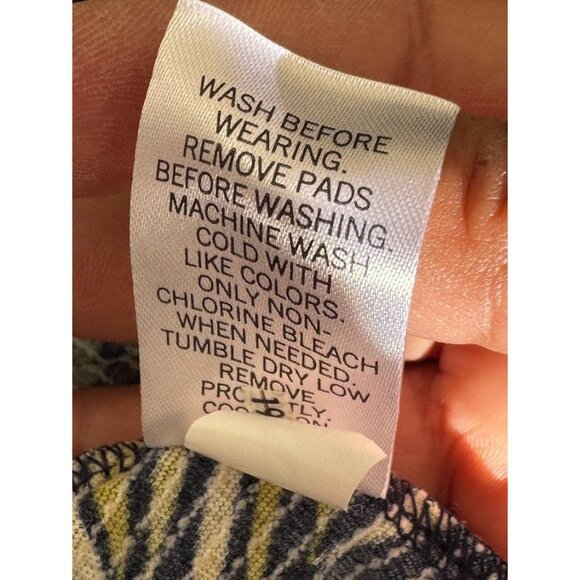 WASH BEFORE
WEARING.
REMOVE PADS
BEFORE WASHING.
MACHINE WASH
COLD WITH
LIKE COLORS.
ONLY NON-
CHLORINE BLEACH
WHEN NEEDED.
TUMBLE DRY LOW
REMOVE